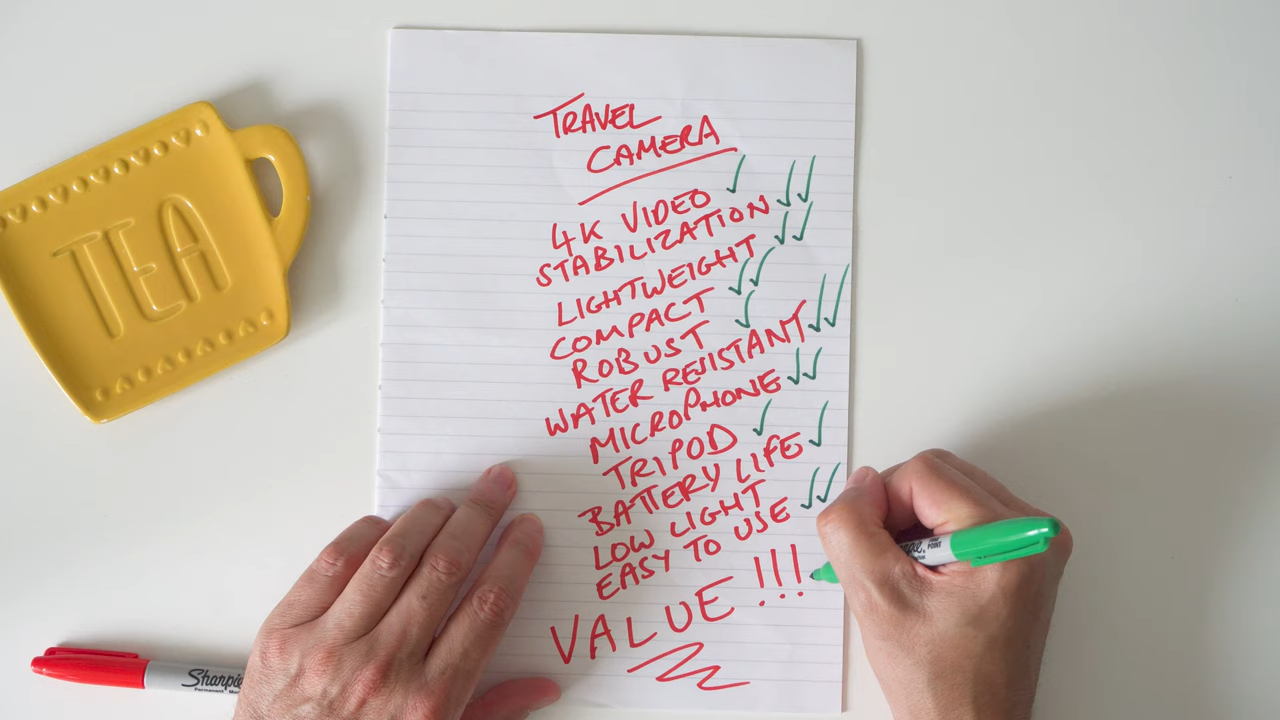 TEA
TRAVEL
CAMERA
4K VIDEO
STABILIZATION
LIGHTWEIGHT
COMPACT
ROBUST
WATER RESISTANT
MICROPHONE
TRIPOD
BATTERY LIFE
LOW LIGHT
EASY TO USE
VALUE !!!
Sharpie